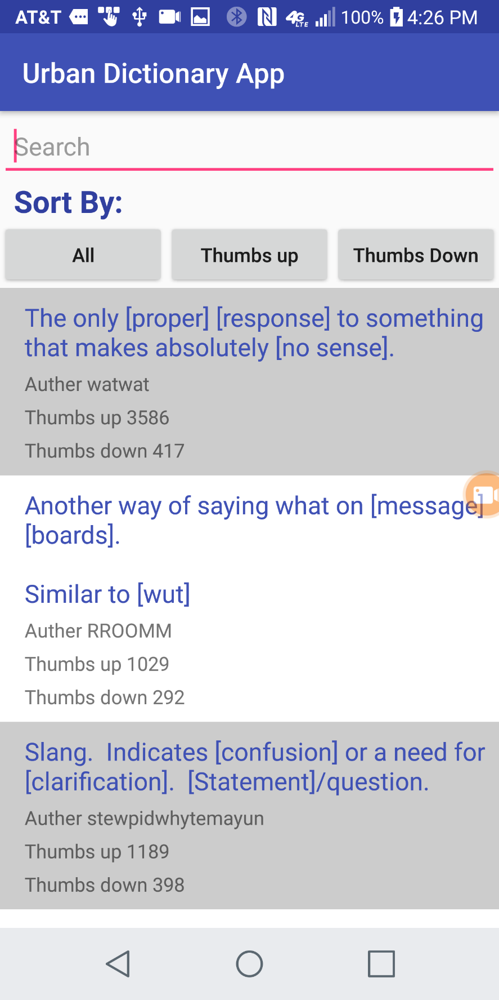 AT&T 4G LTE 100% 4:26 PM
Urban Dictionary App
Search
Sort By:
All Thumbs up Thumbs Down
The only [proper] [response] to something
that makes absolutely [no sense].
Auther watwat
Thumbs up 3586
Thumbs down 417
Another way of saying what on [message]
[boards].
Similar to [wut]
Auther RROOMM
Thumbs up 1029
Thumbs down 292
Slang.  Indicates [confusion] or a need for
[clarification].  [Statement]/question.
Auther stewpidwhytemayun
Thumbs up 1189
Thumbs down 398